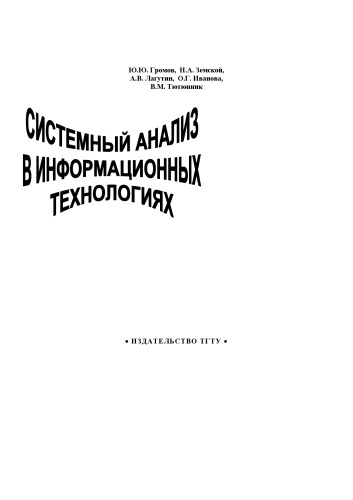 Ю.Ю. Громов, Н.А. Земской,
А.В. Лагутин, О.Г. Иванова,
В.М. Тютюнник
СИСТЕМНЫЙ АНАЛИЗ
В ИНФОРМАЦИОННЫХ
ТЕХНОЛОГИЯХ
• ИЗДАТЕЛЬСТВО ТГТУ •